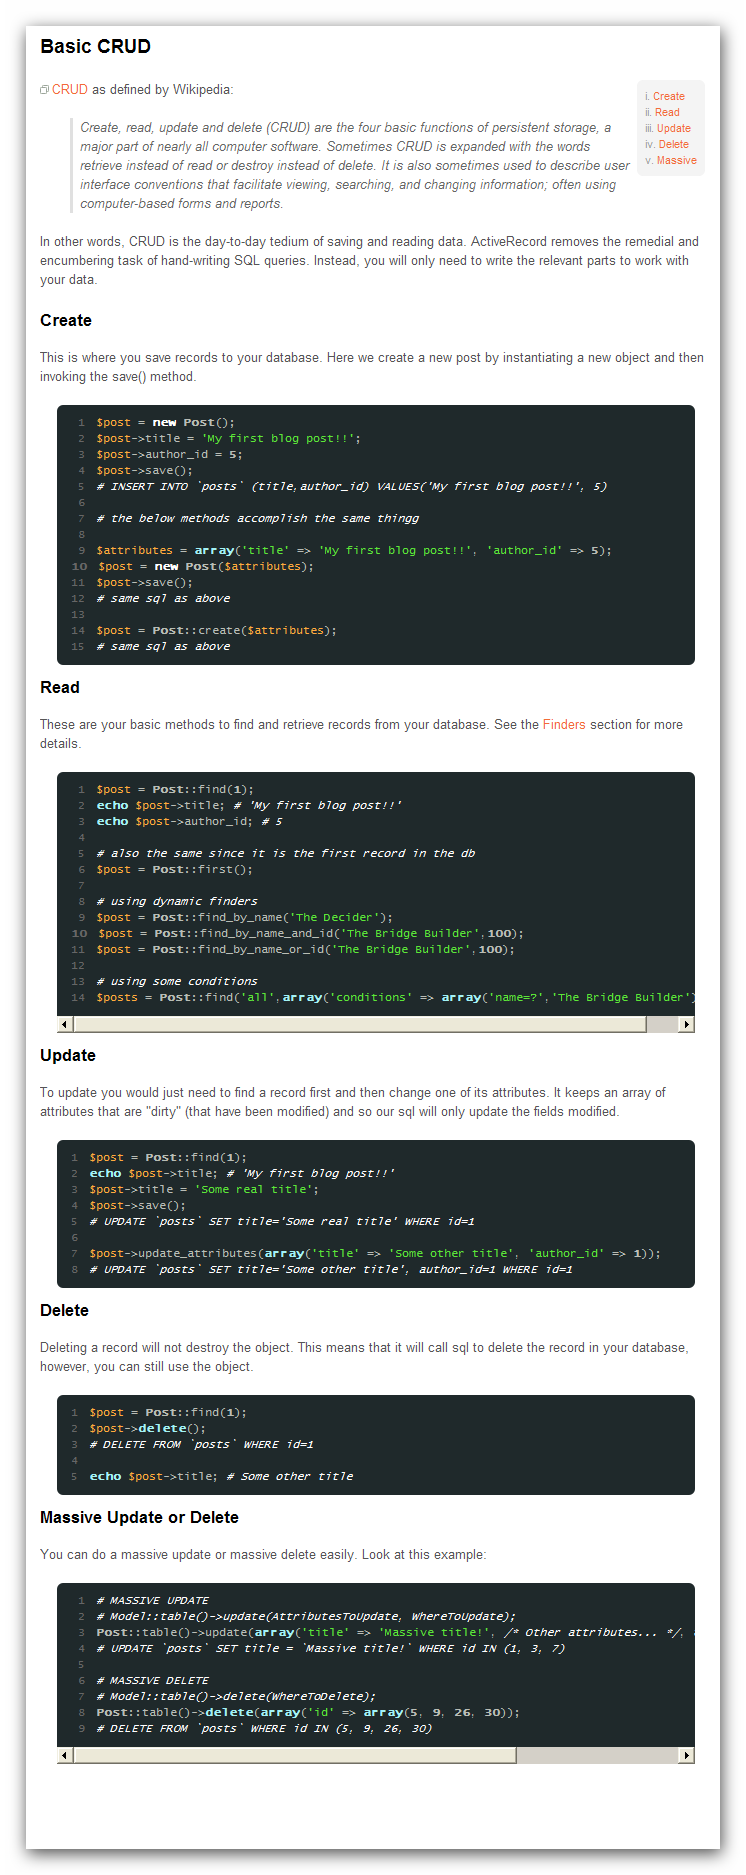 Basic CRUD
CRUD as defined by Wikipedia:
i. Create
ii. Read
iii. Update
iv. Delete
v. Massive
Create, read, update and delete (CRUD) are the four basic functions of persistent storage, a
major part of nearly all computer software. Sometimes CRUD is expanded with the words
retrieve instead of read or destroy instead of delete. It is also sometimes used to describe user
interface conventions that facilitate viewing, searching, and changing information; often using
computer-based forms and reports.
In other words, CRUD is the day-to-day tedium of saving and reading data. ActiveRecord removes the remedial and
encumbering task of hand-writing SQL queries. Instead, you will only need to write the relevant parts to work with
your data.
Create
This is where you save records to your database. Here we create a new post by instantiating a new object and then
invoking the save() method.
1 $post = new Post();
2 $post->title = 'My first blog post!!';
3 $post->author_id = 5;
4 $post->save();
5 # INSERT INTO `posts` (title,author_id) VALUES('My first blog post!!', 5)
6
7 # the below methods accomplish the same thingg
8
9 $attributes = array('title' => 'My first blog post!!', 'author_id' => 5);
10 $post = new Post($attributes);
11 $post->save();
12 # same sql as above
13
14 $post = Post::create($attributes);
15 # same sql as above
Read
These are your basic methods to find and retrieve records from your database. See the Finders section for more
details.
1 $post = Post::find(1);
2 echo $post->title; # 'My first blog post!!'
3 echo $post->author_id; # 5
4
5 # also the same since it is the first record in the db
6 $post = Post::first();
7
8 # using dynamic finders
9 $post = Post::find_by_name('The Decider');
10 $post = Post::find_by_name_and_id('The Bridge Builder',100);
11 $post = Post::find_by_name_or_id('The Bridge Builder',100);
12
13 # using some conditions
14 $posts = Post::find('all',array('conditions' => array('name=?','The Bridge Builder')
Update
To update you would just need to find a record first and then change one of its attributes. It keeps an array of
attributes that are "dirty" (that have been modified) and so our sql will only update the fields modified.
1 $post = Post::find(1);
2 echo $post->title; # 'My first blog post!!'
3 $post->title = 'Some real title';
4 $post->save();
5 # UPDATE `posts` SET title='Some real title' WHERE id=1
6
7 $post->update_attributes(array('title' => 'Some other title', 'author_id' => 1));
8 # UPDATE `posts` SET title='Some other title', author_id=1 WHERE id=1
Delete
Deleting a record will not destroy the object. This means that it will call sql to delete the record in your database,
however, you can still use the object.
1 $post = Post::find(1);
2 $post->delete();
3 # DELETE FROM `posts` WHERE id=1
4
5 echo $post->title; # Some other title
Massive Update or Delete
You can do a massive update or massive delete easily. Look at this example:
1 # MASSIVE UPDATE
2 # Model::table()->update(AttributesToUpdate, WhereToUpdate);
3 Post::table()->update(array('title' => 'Massive title!', /* Other attributes... */,
4 # UPDATE `posts` SET title = `Massive title!` WHERE id IN (1, 3, 7)
5
6 # MASSIVE DELETE
7 # Model::table()->delete(WhereToDelete);
8 Post::table()->delete(array('id' => array(5, 9, 26, 30));
9 # DELETE FROM `posts` WHERE id IN (5, 9, 26, 30)